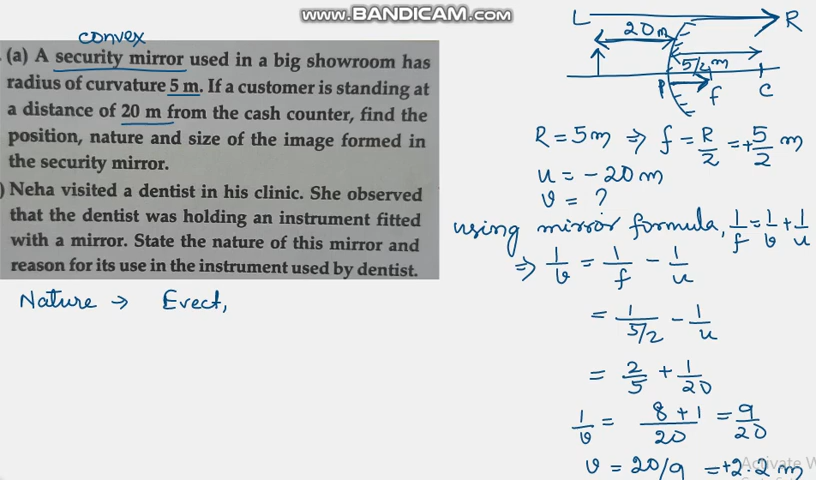 www.BANDICAM.com
convex
(a) A security mirror used in a big showroom has
radius of curvature 5 m. If a customer is standing at
a distance of 20 m from the cash counter, find the
position, nature and size of the image formed in
the security mirror.
) Neha visited a dentist in his clinic. She observed
that the dentist was holding an instrument fitted
with a mirror. State the nature of this mirror and
reason for its use in the instrument used by dentist.
Nature → Erect,
L R
20 m
5/2 m
P f C
R = 5m ⇒ f = R/2 = +5/2 m
u = -20 m
v = ?
using mirror formula, 1/f = 1/v + 1/u
⇒ 1/v = 1/f - 1/u
= 1/5/2 - 1/u
= 2/5 + 1/20
1/v = 8+1/20 = 9/20
v = 20/9 = +2.2 m
Activate W